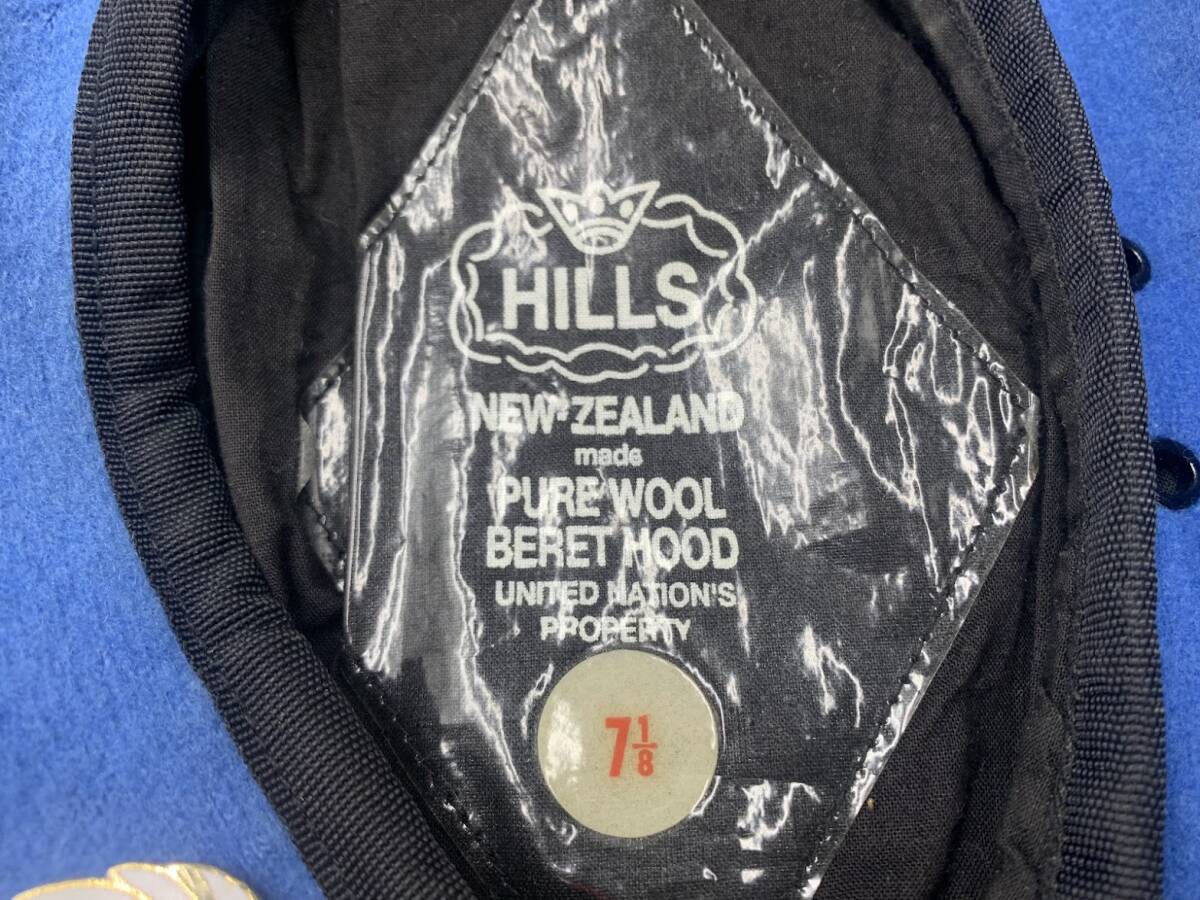 HILLS
NEW-ZEALAND
made
PURE WOOL
BERET HOOD
UNITED NATION'S
PROPERTY
7 1/8